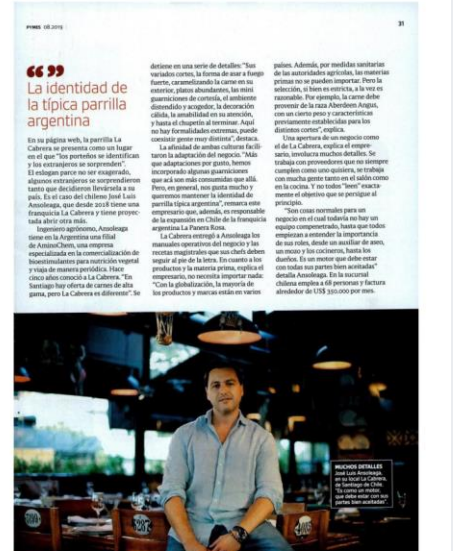 PYMES 08.2019
31
“ ”
La identidad de
la típica parrilla
argentina
En su página web, la parrilla La
Cabrera se presenta como un lugar
en el que "los porteños se identifican
y los extranjeros se sorprenden".
El eslogan parece no ser exagerado,
algunos extranjeros se sorprendieron
tanto que decidieron llevársela a su
país. Es el caso del chileno José Luis
Ansoleaga, que desde 2018 tiene una
franquicia La Cabrera y tiene proyec-
tada abrir otra más.
Ingeniero agrónomo, Ansoleaga
tiene en la Argentina una filial
de AminoChem, una empresa
especializada en la comercialización de
bioestimulantes para nutrición vegetal
y viaja de manera periódica. Hace
cinco años conoció a La Cabrera. "En
Santiago hay oferta de carnes de alta
gama, pero La Cabrera es diferente". Se
detiene en una serie de detalles: "Sus
variados cortes, la forma de asar a fuego
fuerte, caramelizando la carne en su
exterior, platos abundantes, las mini
guarniciones de cortesía, el ambiente
distendido y acogedor, la decoración
cálida, la amabilidad en su atención,
y hasta el chupetín al terminar. Aquí
no hay formalidades extremas, puede
coexistir gente muy distinta", destaca.
La afinidad de ambas culturas facili-
taron la adaptación del negocio. "Más
que adaptaciones por gusto, hemos
incorporado algunas guarniciones
que acá son más consumidas que allá.
Pero, en general, nos gusta mucho y
queremos mantener la identidad de
parrilla típica argentina", remarca este
empresario que, además, es responsable
de la expansión en Chile de la franquicia
argentina La Panera Rosa.
La Cabrera entregó a Ansoleaga los
manuales operativos del negocio y las
recetas magistrales que sus chefs deben
seguir al pie de la letra. En cuanto a los
productos y la materia prima, explica el
empresario, no necesita importar nada:
"Con la globalización, la mayoría de
los productos y marcas están en varios
países. Además, por medidas sanitarias
de las autoridades agrícolas, las materias
primas no se pueden importar. Pero la
selección, si bien es estricta, a la vez es
razonable. Por ejemplo, la carne debe
provenir de la raza Aberdeen Angus,
con un cierto peso y características
previamente establecidas para los
distintos cortes", explica.
Una apertura de un negocio como
el de La Cabrera, explica el empre-
sario, involucra muchos detalles. Se
trabaja con proveedores que no siempre
cumplen como uno quisiera, se trabaja
con mucha gente tanto en el salón como
en la cocina. Y no todos "leen" exacta-
mente el objetivo que se persigue al
principio.
"Son cosas normales para un
negocio en el cual todavía no hay un
equipo compenetrado, hasta que todos
empiezan a entender la importancia
de sus roles, desde un auxiliar de aseo,
un mozo y los cocineros, hasta los
dueños. Es un motor que debe estar
con todas sus partes bien aceitadas"
detalla Ansoleaga. En la sucursal
chilena emplea a 68 personas y factura
alrededor de US$ 350.000 por mes.
MUCHOS DETALLES
José Luis Ansoleaga,
en su local La Cabrera,
de Santiago de Chile.
"Es como un motor
que debe estar con sus
partes bien aceitadas".